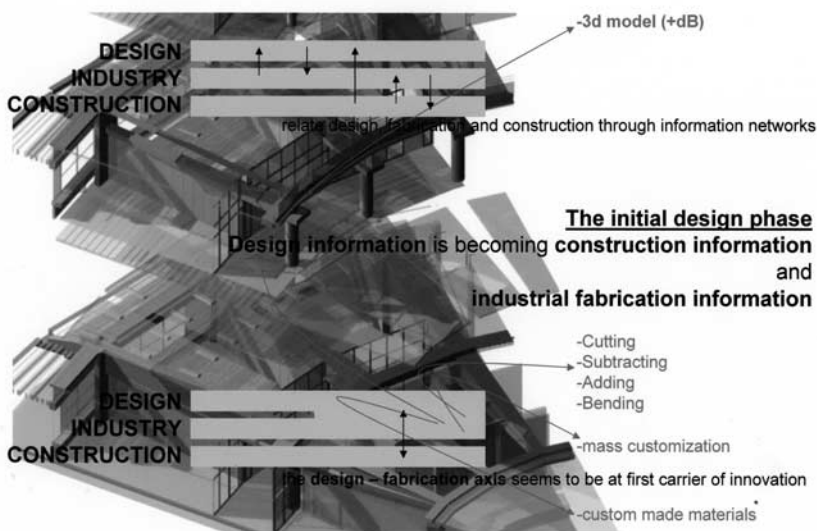 -3d model (+dB)
DESIGN
INDUSTRY
CONSTRUCTION
relate design, fabrication and construction through information networks
The initial design phase
Design information is becoming construction information
and
industrial fabrication information
-Cutting
-Subtracting
-Adding
-Bending
DESIGN
INDUSTRY
CONSTRUCTION
-mass customization
the design – fabrication axis seems to be at first carrier of innovation
-custom made materials